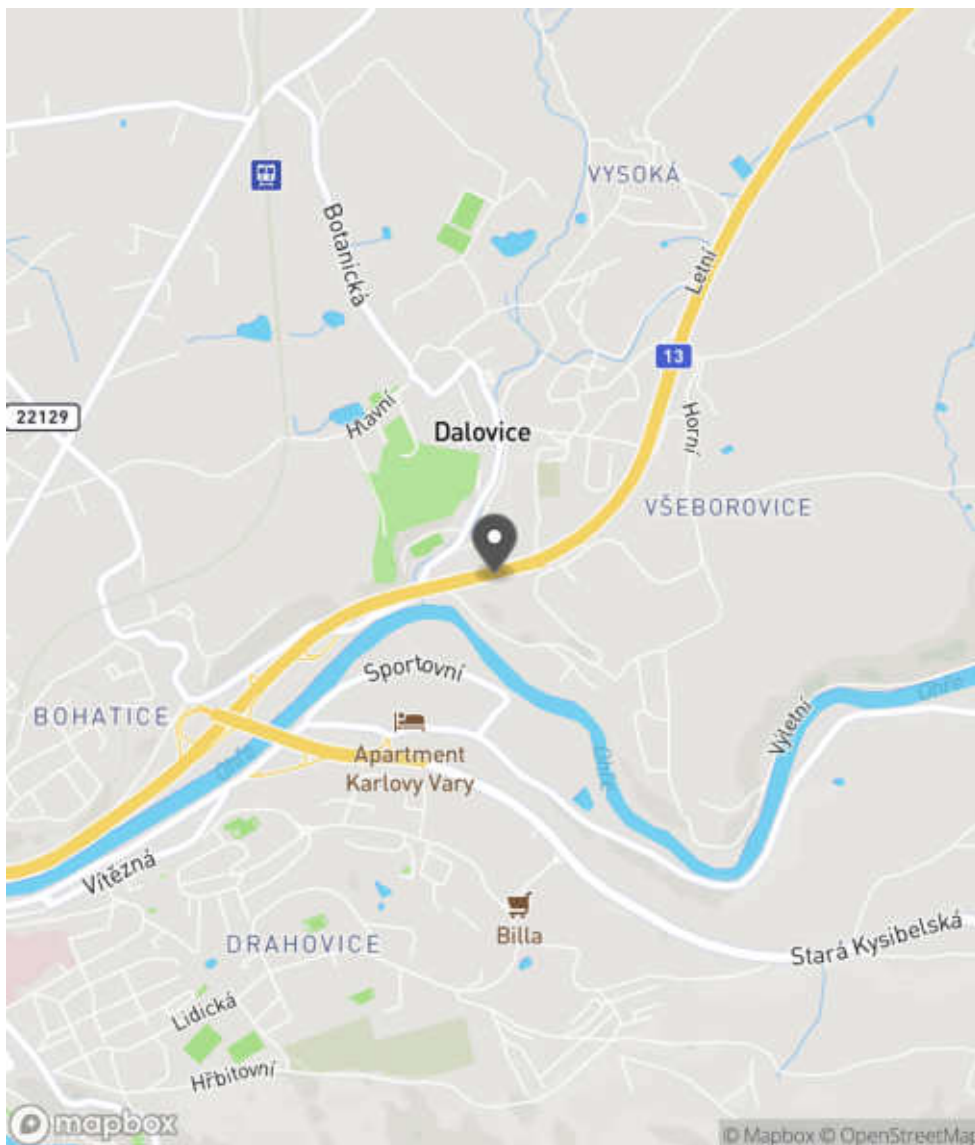 VYSOKÁ
Botanická
Letní
13
22129
Hlavní
Horní
Dalovice
VŠEBOROVICE
Sportovní
BOHATICE
Výletní
Ohře
Apartment
Karlovy Vary
Ohře
Ohře
Vítězná
Billa
DRAHOVICE
Stará Kysibelská
Lidická
Hřbitovní
mapbox
© Mapbox © OpenStreetMap